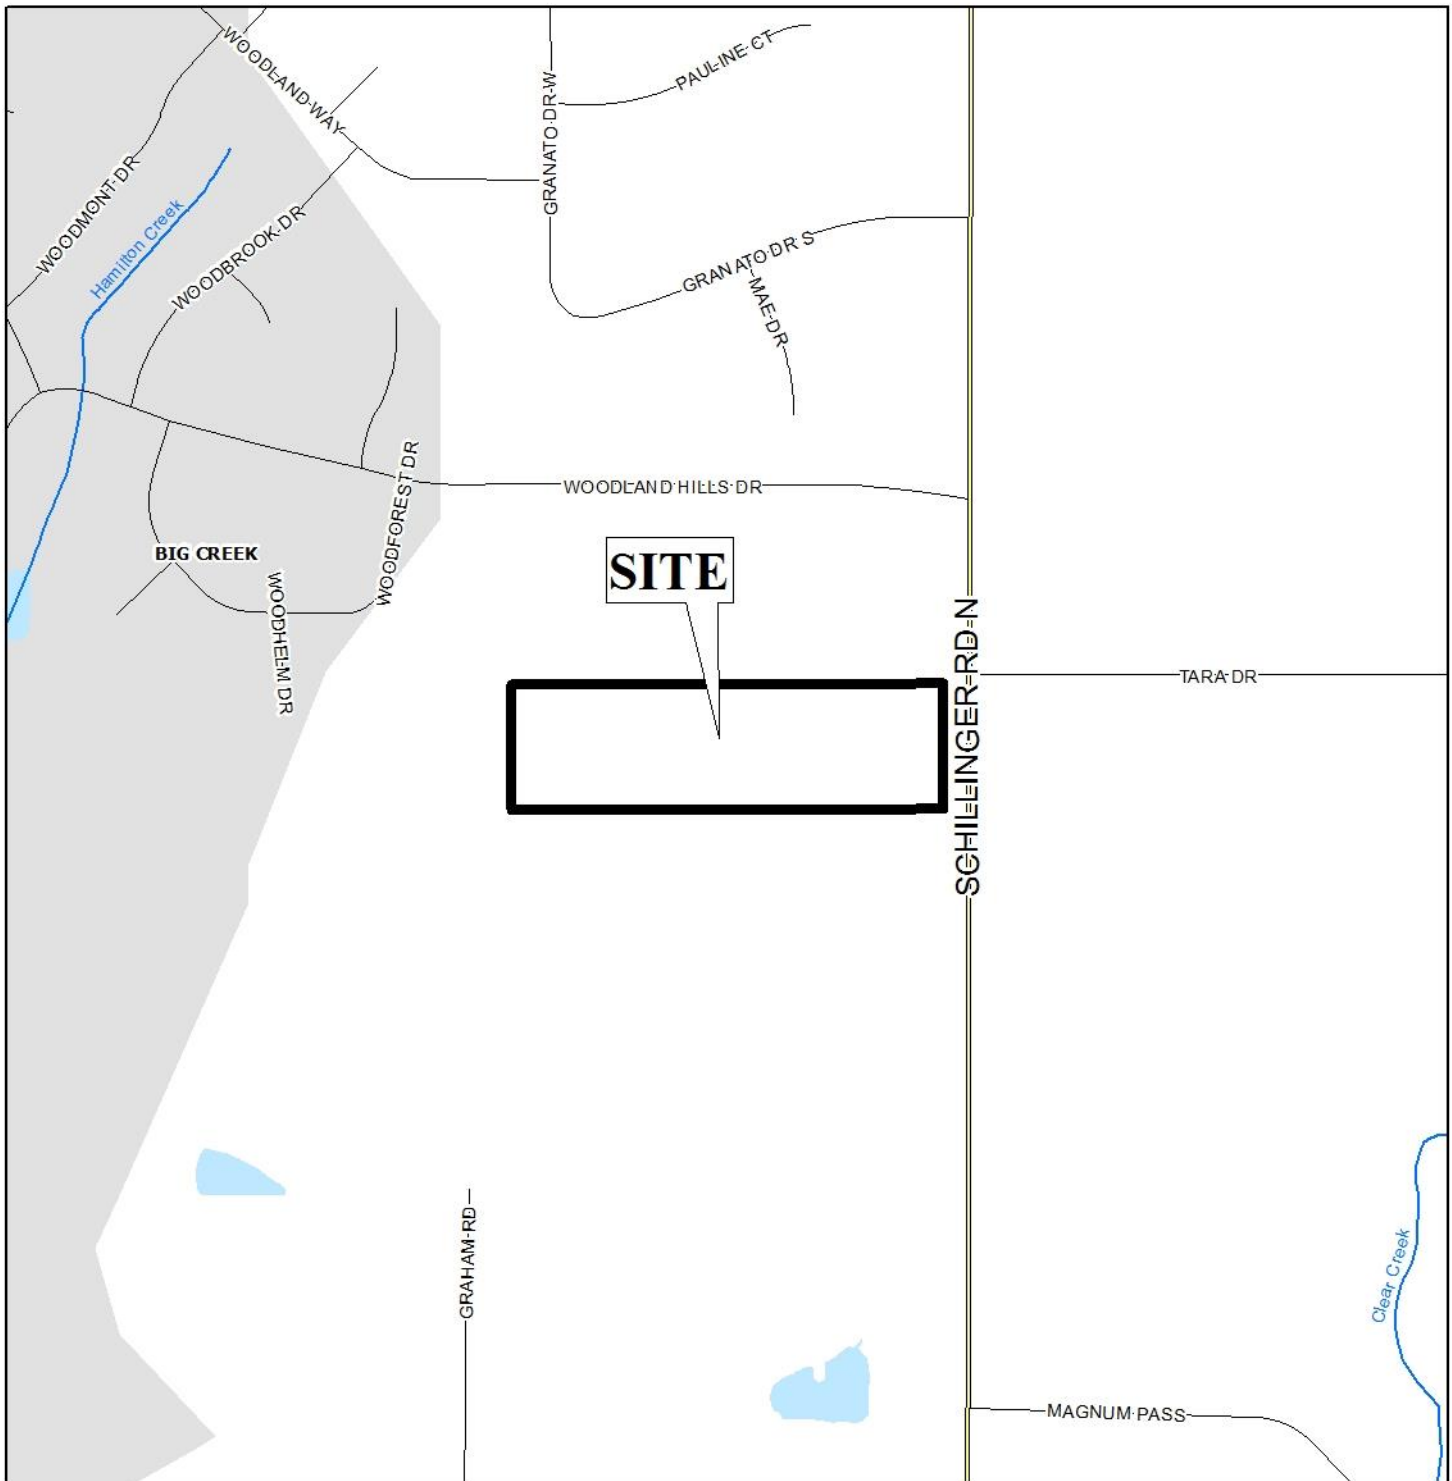 WOODLAND WAY
PAULINE CT
GRANATO DR W
WOODMONT DR
Hamilton Creek
WOODBROOK DR
GRANATO DR S
MAE DR
WOODFOREST DR
WOODLAND HILLS DR
BIG CREEK
SITE
WOODHELM DR
SCHILLINGER RD N
TARA DR
GRAHAM RD
Clear Creek
MAGNUM PASS